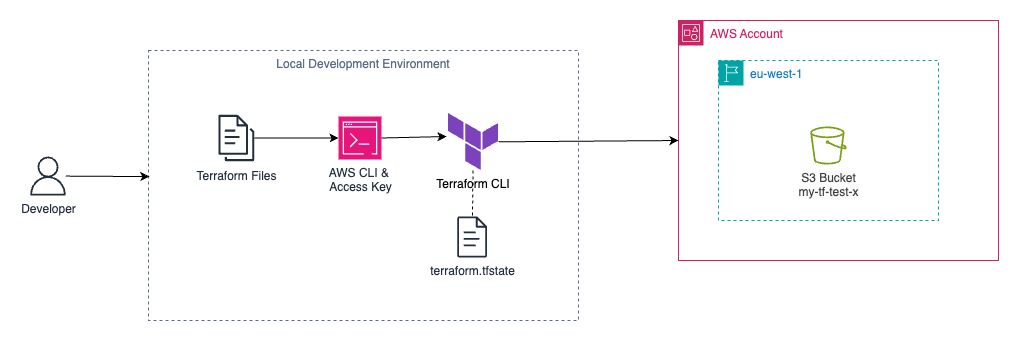 AWS Account
Local Development Environment
eu-west-1
Terraform Files
AWS CLI &
Access Key
Terraform CLI
S3 Bucket
my-tf-test-x
Developer
terraform.tfstate